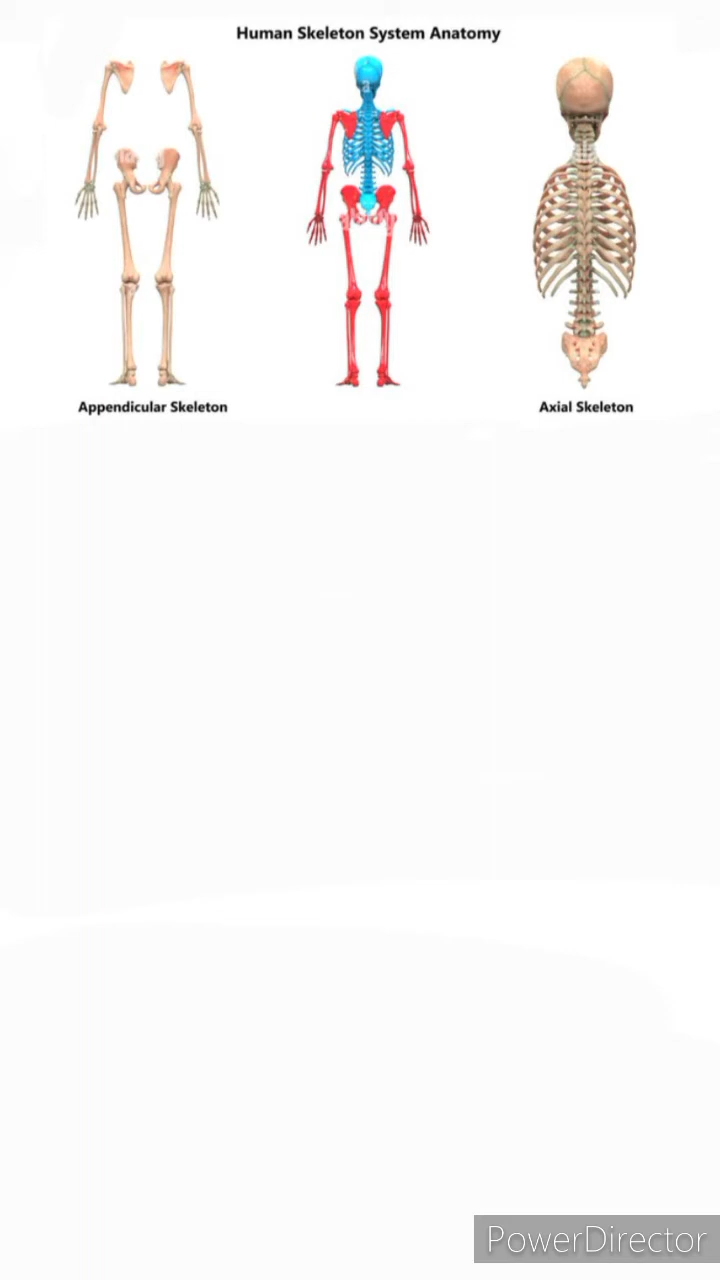 Human Skeleton System Anatomy
Appendicular Skeleton
Axial Skeleton
PowerDirector